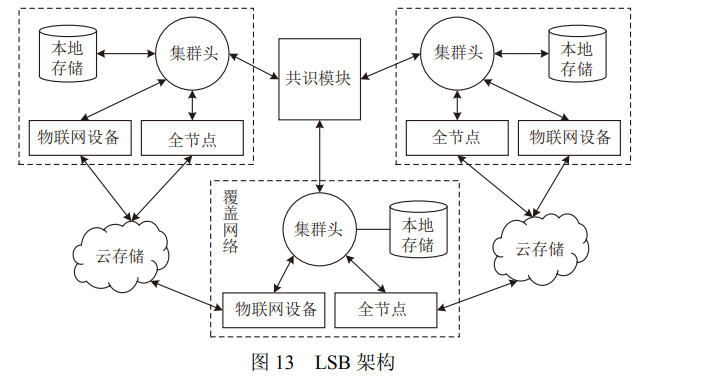 本地
存储
集群头
共识模块
集群头
本地
存储
物联网设备
全节点
全节点
物联网设备
覆盖网络
集群头
本地
存储
云存储
云存储
物联网设备
全节点
图 13 LSB 架构